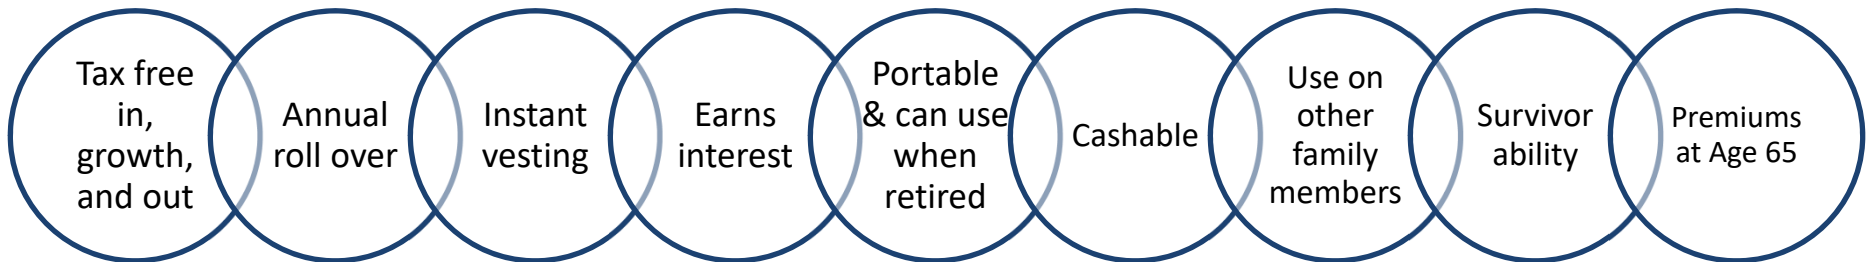 Tax free
in,
growth,
and out
Annual
roll over
Instant
vesting
Earns
interest
Portable
& can use
when
retired
Cashable
Use on
other
family
members
Survivor
ability
Premiums
at Age 65